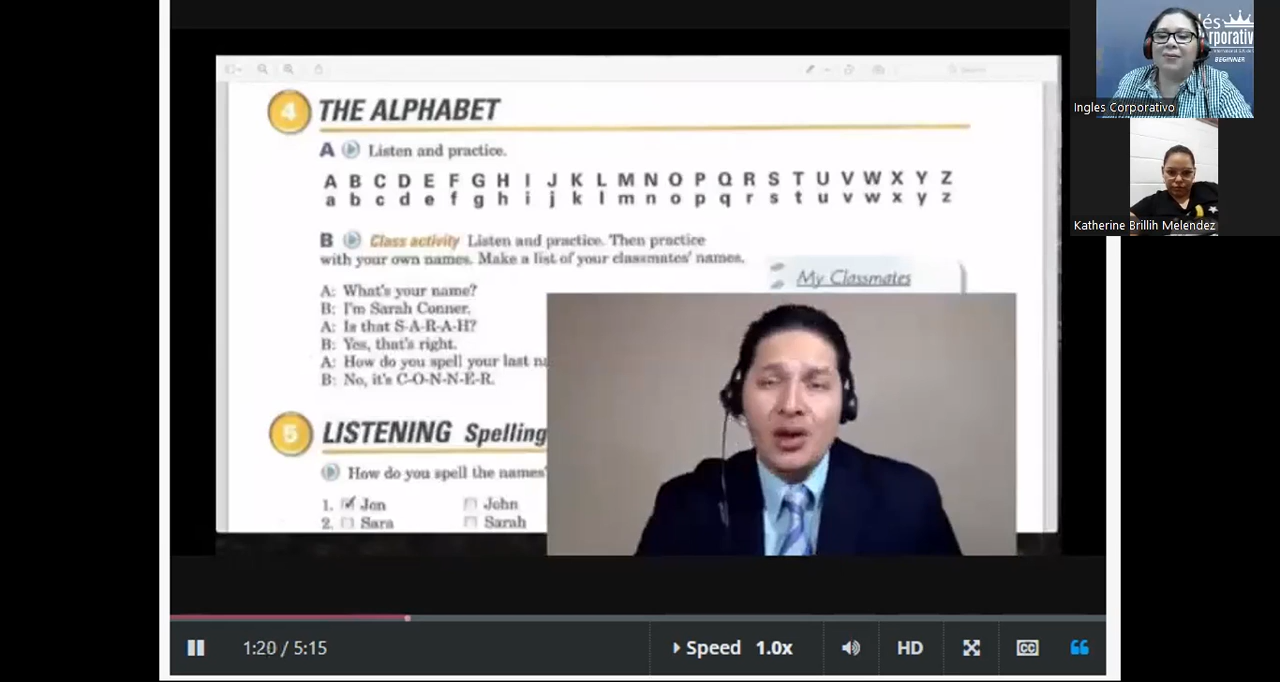 4 THE ALPHABET
A Listen and practice.
A B C D E F G H I J K L M N O P Q R S T U V W X Y Z
a b c d e f g h i j k l m n o p q r s t u v w x y z
B Class activity Listen and practice. Then practice
with your own names. Make a list of your classmates' names.
My Classmates
A: What's your name?
B: I'm Sarah Conner.
A: Is that S-A-R-A-H?
B: Yes, that's right.
A: How do you spell your last
B: No, it's C-O-N-N-E-R.
5 LISTENING Spelling
How do you spell the names
1. Jon John
2. Sara Sarah
1:20 / 5:15
Speed 1.0x
HD
CC
BEGINNER
Ingles Corporativo
Katherine Brillih Melendez